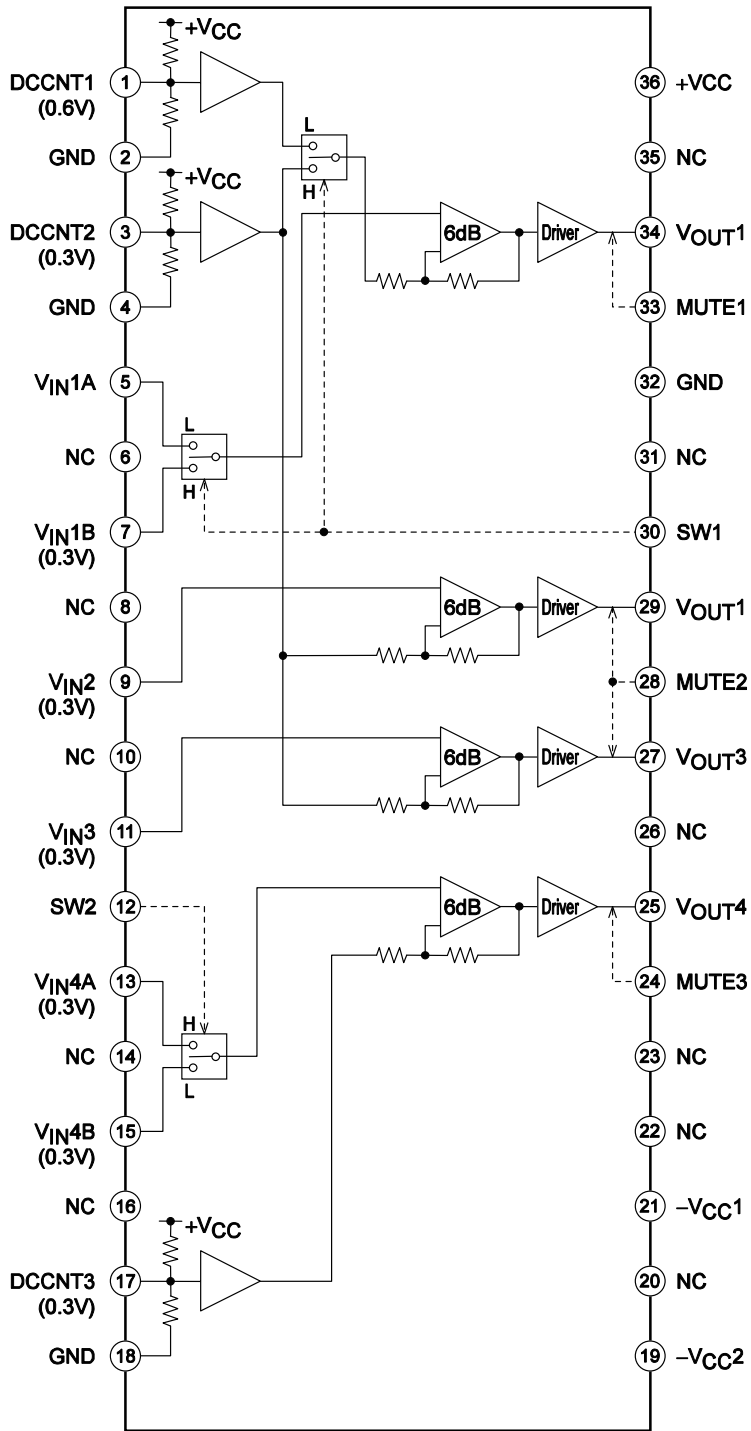 +VCC
DCCNT1 1
(0.6V)
36 +VCC
L
GND 2
35 NC
+VCC
H
DCCNT2 3
(0.3V)
6dB
Driver
34 VOUT1
GND 4
33 MUTE1
VIN1A 5
32 GND
L
NC 6
31 NC
H
VIN1B 7
(0.3V)
30 SW1
NC 8
6dB
Driver
29 VOUT1
VIN2 9
(0.3V)
28 MUTE2
NC 10
6dB
Driver
27 VOUT3
VIN3 11
(0.3V)
26 NC
SW2 12
6dB
Driver
25 VOUT4
VIN4A 13
(0.3V)
24 MUTE3
H
NC 14
23 NC
L
VIN4B 15
(0.3V)
22 NC
NC 16
21 –VCC1
+VCC
DCCNT3 17
(0.3V)
20 NC
GND 18
19 –VCC2